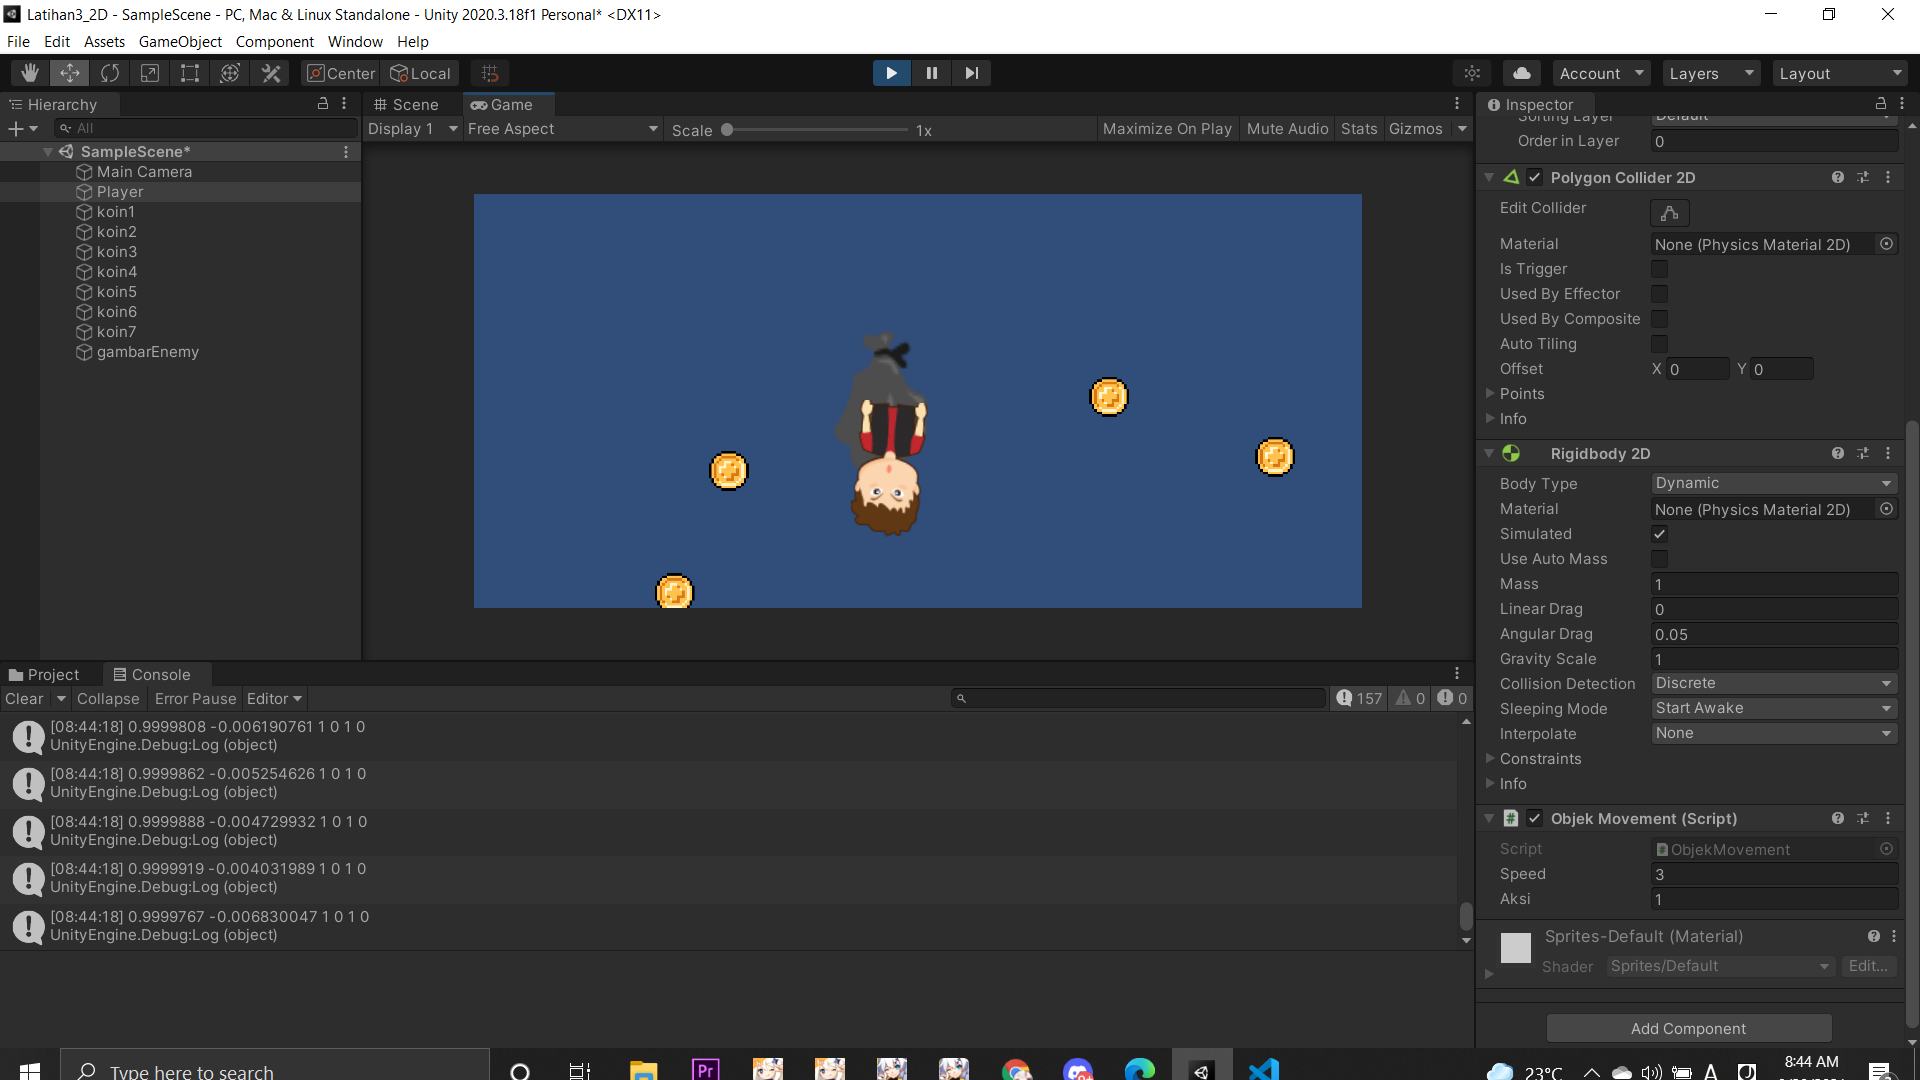 Latihan3_2D - SampleScene - PC, Mac & Linux Standalone - Unity 2020.3.18f1 Personal* <DX11>
File Edit Assets GameObject Component Window Help
Center Local Account Layers Layout
Hierarchy
All
SampleScene*
Main Camera
Player
koin1
koin2
koin3
koin4
koin5
koin6
koin7
gambarEnemy
Scene Game
Display 1 Free Aspect Scale 1x Maximize On Play Mute Audio Stats Gizmos
Project Console
Clear Collapse Error Pause Editor 157 0 0
[08:44:18] 0.9999808 -0.006190761 1 0 1 0
UnityEngine.Debug:Log (object)
[08:44:18] 0.9999862 -0.005254626 1 0 1 0
UnityEngine.Debug:Log (object)
[08:44:18] 0.9999888 -0.004729932 1 0 1 0
UnityEngine.Debug:Log (object)
[08:44:18] 0.9999919 -0.004031989 1 0 1 0
UnityEngine.Debug:Log (object)
[08:44:18] 0.9999767 -0.006830047 1 0 1 0
UnityEngine.Debug:Log (object)
Inspector
Sorting Layer Default
Order in Layer 0
Polygon Collider 2D
Edit Collider
Material None (Physics Material 2D)
Is Trigger
Used By Effector
Used By Composite
Auto Tiling
Offset X 0 Y 0
Points
Info
Rigidbody 2D
Body Type Dynamic
Material None (Physics Material 2D)
Simulated
Use Auto Mass
Mass 1
Linear Drag 0
Angular Drag 0.05
Gravity Scale 1
Collision Detection Discrete
Sleeping Mode Start Awake
Interpolate None
Constraints
Info
# Objek Movement (Script)
Script ObjekMovement
Speed 3
Aksi 1
Sprites-Default (Material)
Shader Sprites/Default Edit...
Add Component
Type here to search
Pr
23°C A 8:44 AM